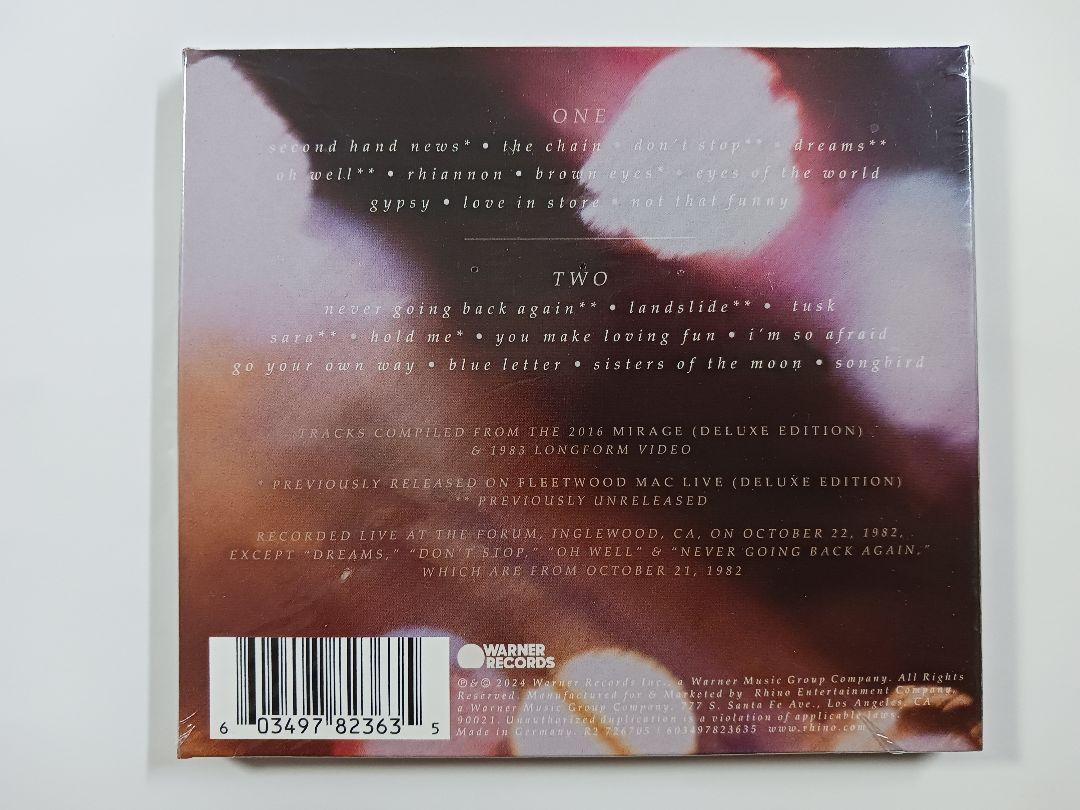 ONE
second hand news* • the chain • don't stop** • dreams**
oh well** • rhiannon • brown eyes* • eyes of the world
gypsy • love in store • not that funny
TWO
never going back again** • landslide** • tusk
sara** • hold me* • you make loving fun • i'm so afraid
go your own way • blue letter • sisters of the moon • songbird
TRACKS COMPILED FROM THE 2016 MIRAGE (DELUXE EDITION)
& 1983 LONGFORM VIDEO
* PREVIOUSLY RELEASED ON FLEETWOOD MAC LIVE (DELUXE EDITION)
** PREVIOUSLY UNRELEASED
RECORDED LIVE AT THE FORUM, INGLEWOOD, CA, ON OCTOBER 22, 1982,
EXCEPT "DREAMS," "DON'T STOP," "OH WELL" & "NEVER GOING BACK AGAIN,"
WHICH ARE FROM OCTOBER 21, 1982
WARNER
RECORDS
℗&© 2024 Warner Records Inc., a Warner Music Group Company. All Rights
Reserved. Manufactured for & Marketed by Rhino Entertainment Company,
a Warner Music Group Company. 777 S. Santa Fe Ave., Los Angeles, CA
90021. Unauthorized duplication is a violation of applicable laws.
Made in Germany. R2 726705 / 603497823635 www.rhino.com
6 03497 82363 5